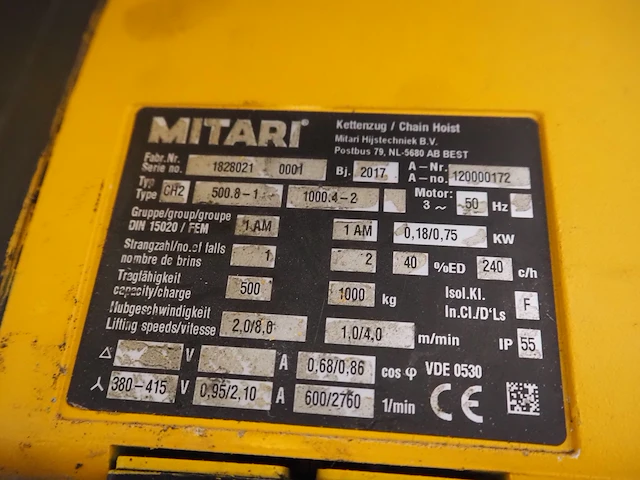 MITARI
Kettenzug / Chain Hoist
Mitari Hijstechniek B.V.
Postbus 79, NL-5680 AB BEST
Fabr.Nr.
Serie no. 1828021 0001 Bj. 2017 A-Nr.
A-no. 120000172
Typ
Type CH2 500.8-1 1000.4-2 Motor:
3 ~ 50 Hz
Gruppe/group/groupe
DIN 15020 / FEM 1 AM 1 AM 0,18/0,75 KW
Strangzahl/no.of falls
nombre de brins 1 2 40 %ED 240 c/h
Tragfähigkeit
capacity/charge 500 1000 kg Isol.Kl.
In.Cl./D'Ls F
Hubgeschwindigkeit
Lifting speeds/vitesse 2,0/8,0 1,0/4,0 m/min IP 55
△ V A 0,68/0,86 cos φ VDE 0530
380-415 V 0,95/2,10 A 600/2760 1/min CE